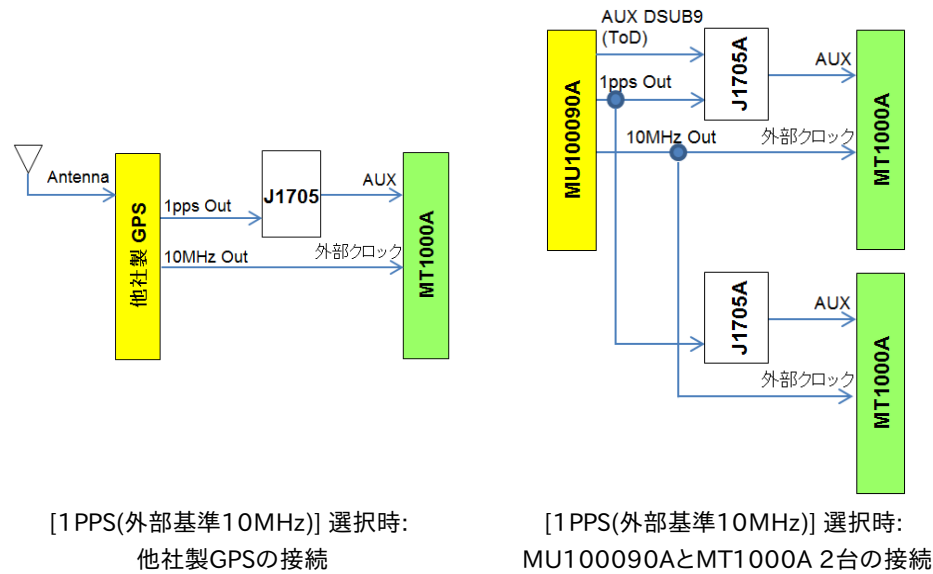 Antenna
他社製 GPS
1pps Out
10MHz Out
J1705
AUX
外部クロック
MT1000A
[1PPS(外部基準10MHz)] 選択時:
他社製GPSの接続
MU100090A
AUX DSUB9
(ToD)
1pps Out
10MHz Out
J1705A
AUX
外部クロック
MT1000A
J1705A
AUX
外部クロック
MT1000A
[1PPS(外部基準10MHz)] 選択時:
MU100090AとMT1000A 2台の接続